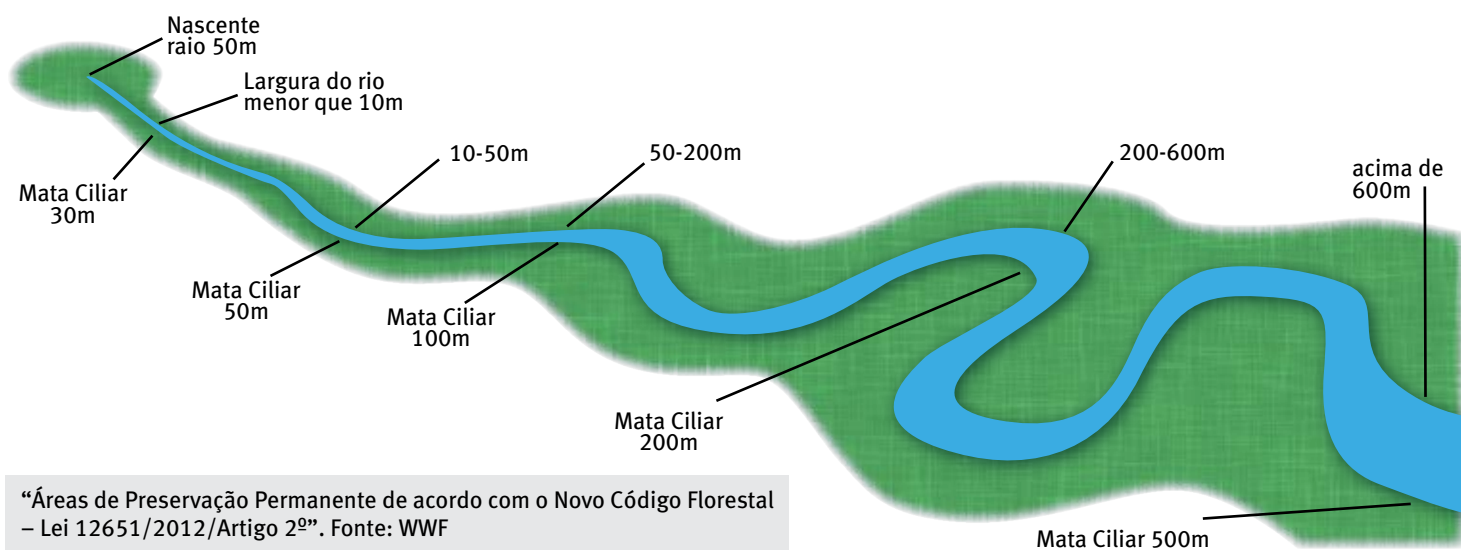 Nascente
raio 50m
Largura do rio
menor que 10m
Mata Ciliar
30m
10-50m
Mata Ciliar
50m
50-200m
Mata Ciliar
100m
200-600m
Mata Ciliar
200m
acima de
600m
Mata Ciliar 500m
“Áreas de Preservação Permanente de acordo com o Novo Código Florestal
– Lei 12651/2012/Artigo 2º”. Fonte: WWF